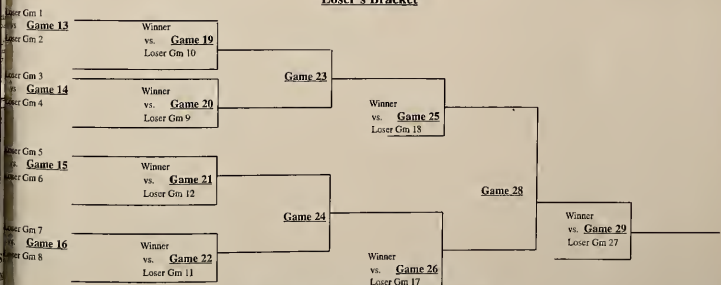 Loser's Bracket
Loser Gm 1
vs Game 13
Loser Gm 2
Winner
vs. Game 19
Loser Gm 10
Loser Gm 3
vs Game 14
Loser Gm 4
Winner
vs. Game 20
Loser Gm 9
Game 23
Winner
vs. Game 25
Loser Gm 18
Loser Gm 5
vs. Game 15
Loser Gm 6
Winner
vs. Game 21
Loser Gm 12
Game 24
Game 28
Loser Gm 7
vs. Game 16
Loser Gm 8
Winner
vs. Game 22
Loser Gm 11
Winner
vs. Game 26
Loser Gm 17
Winner
vs. Game 29
Loser Gm 27